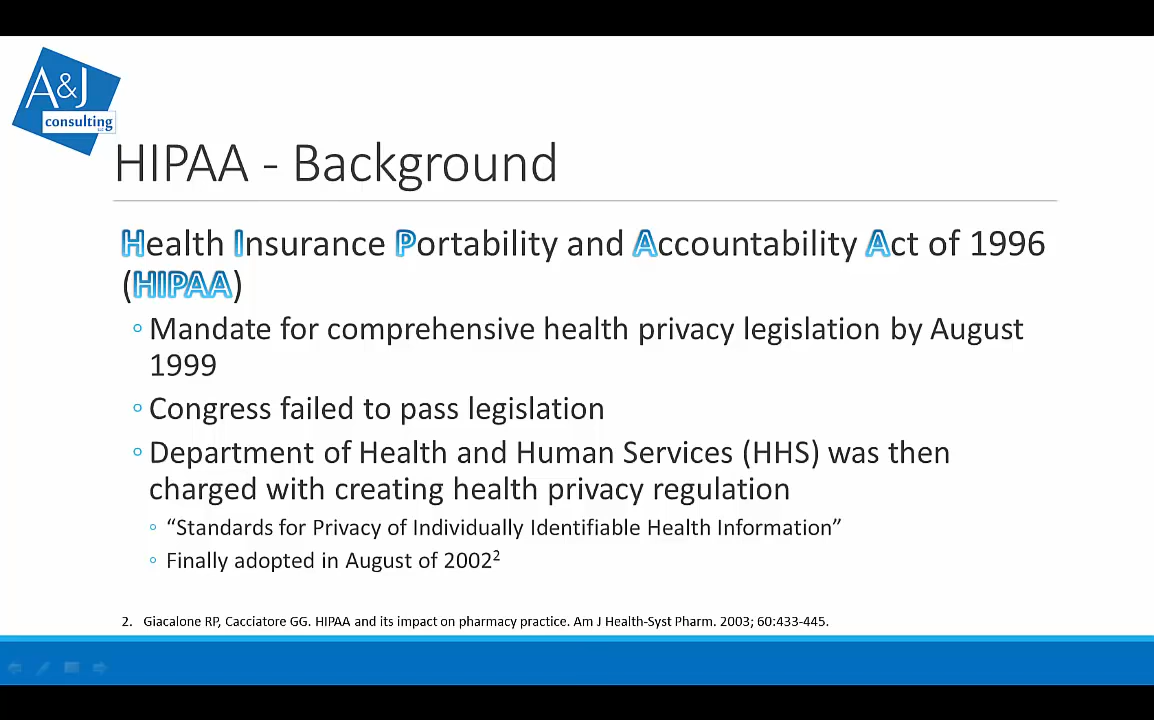 A&J
consulting
HIPAA - Background
Health Insurance Portability and Accountability Act of 1996
(HIPAA)
◦ Mandate for comprehensive health privacy legislation by August
1999
◦ Congress failed to pass legislation
◦ Department of Health and Human Services (HHS) was then
charged with creating health privacy regulation
◦ “Standards for Privacy of Individually Identifiable Health Information”
◦ Finally adopted in August of 2002²
2. Giacalone RP, Cacciatore GG. HIPAA and its impact on pharmacy practice. Am J Health-Syst Pharm. 2003; 60:433-445.